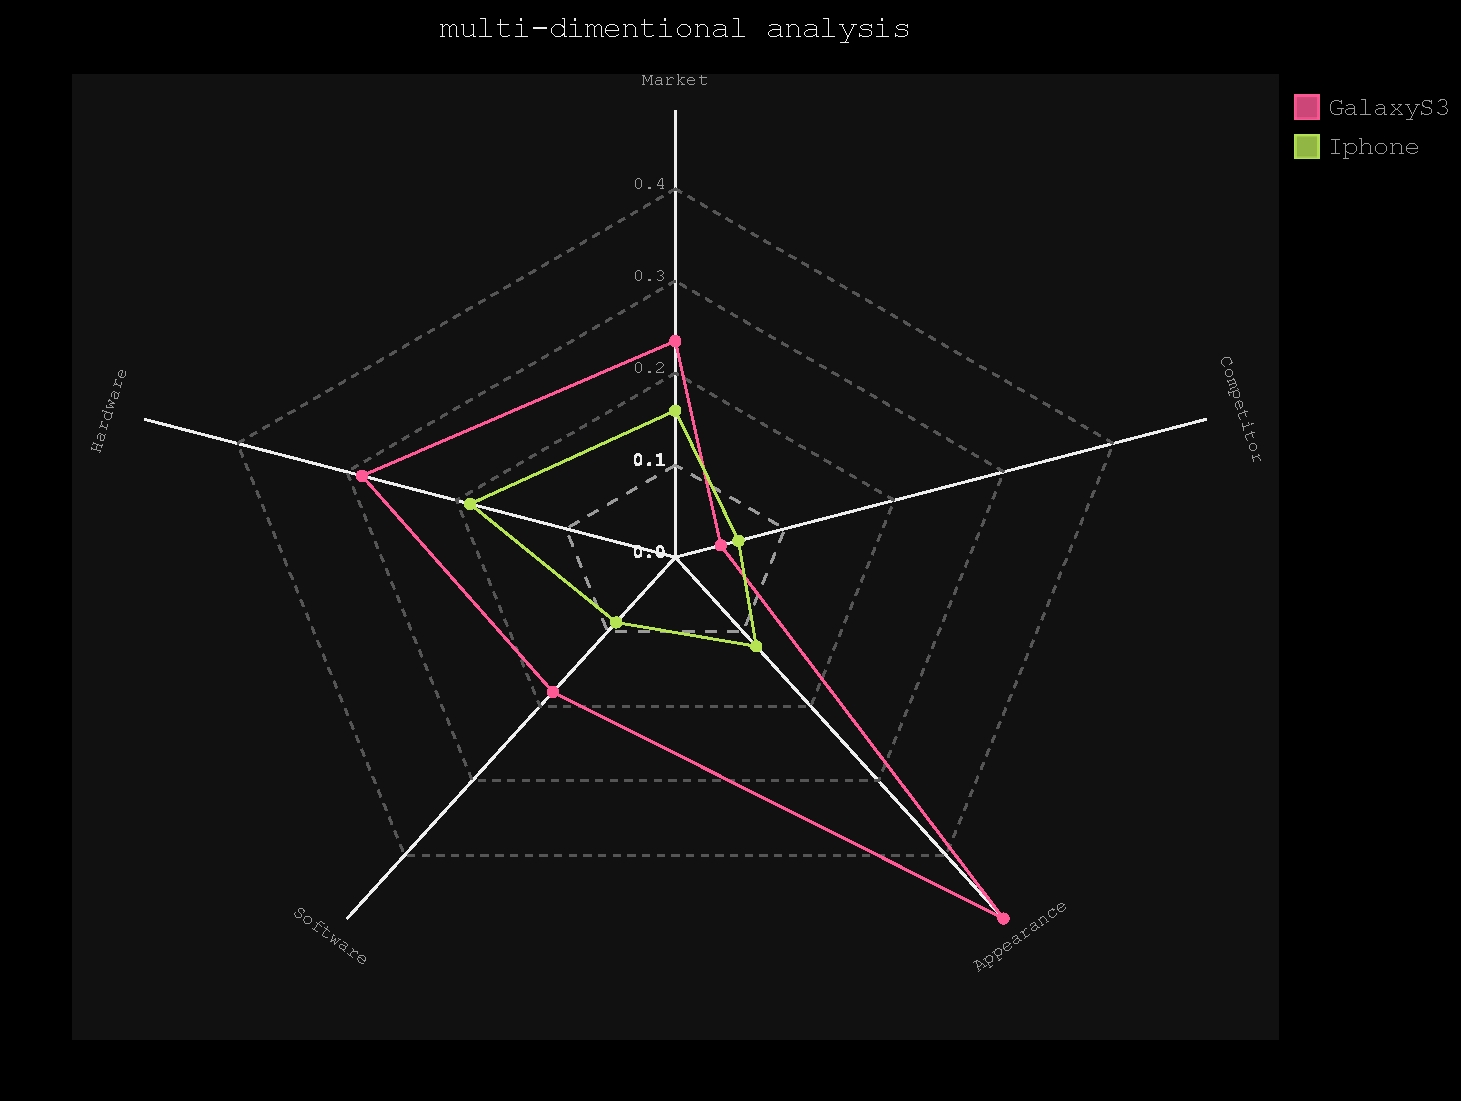 multi-dimentional analysis
Market
GalaxyS3
Iphone
0.4
0.3
0.2
0.1
0.0
Hardware
Competitor
Software
Appearance